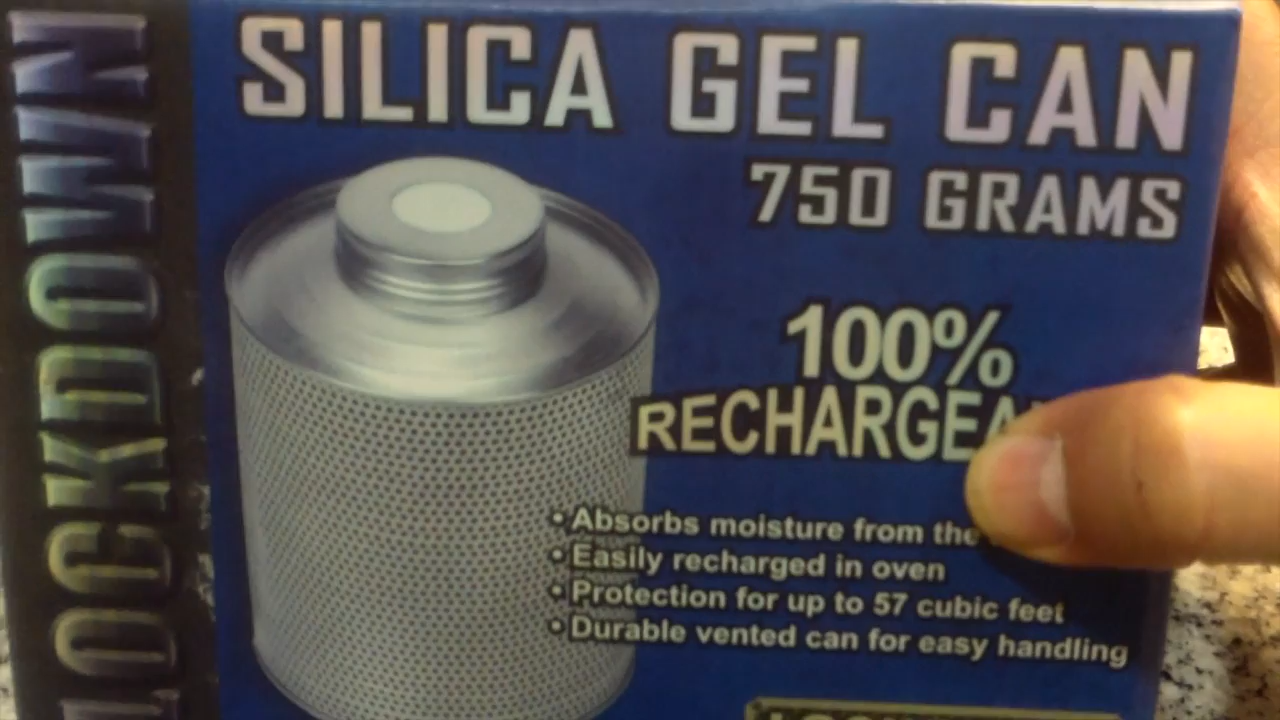 LOCKDOWN
SILICA GEL CAN
750 GRAMS
100%
• Absorbs moisture from the
• Easily recharged in oven
• Protection for up to 57 cubic feet
• Durable vented can for easy handling